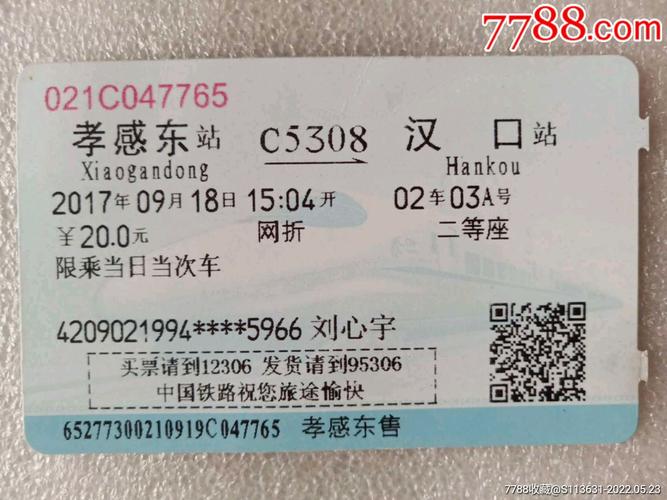 7788.com
021C047765
孝感东站 C5308 汉口站
Xiaogandong Hankou
2017年09月18日 15:04开 02车03A号
￥20.0元 网折 二等座
限乘当日当次车
4209021994****5966 刘心宇
买票请到12306 发货请到95306
中国铁路祝您旅途愉快
65277300210919C047765 孝感东售
7788收藏@S113631-2022.05.23